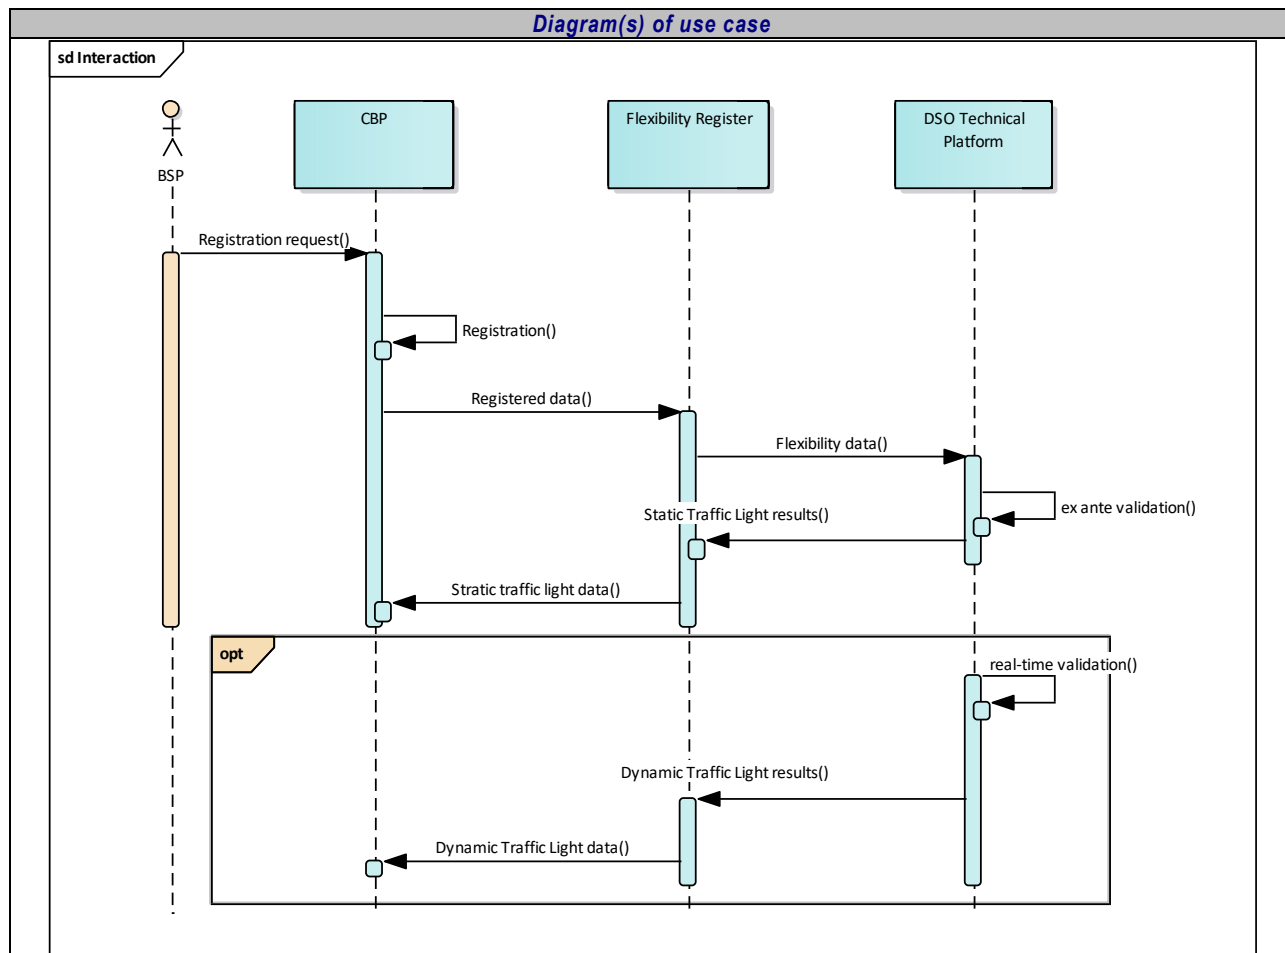 Diagram(s) of use case
sd Interaction
CBP
Flexibility Register
DSO Technical
Platform
BSP
Registration request()
Registration()
Registered data()
Flexibility data()
ex ante validation()
Static Traffic Light results()
Stratic traffic light data()
opt
real-time validation()
Dynamic Traffic Light results()
Dynamic Traffic Light data()